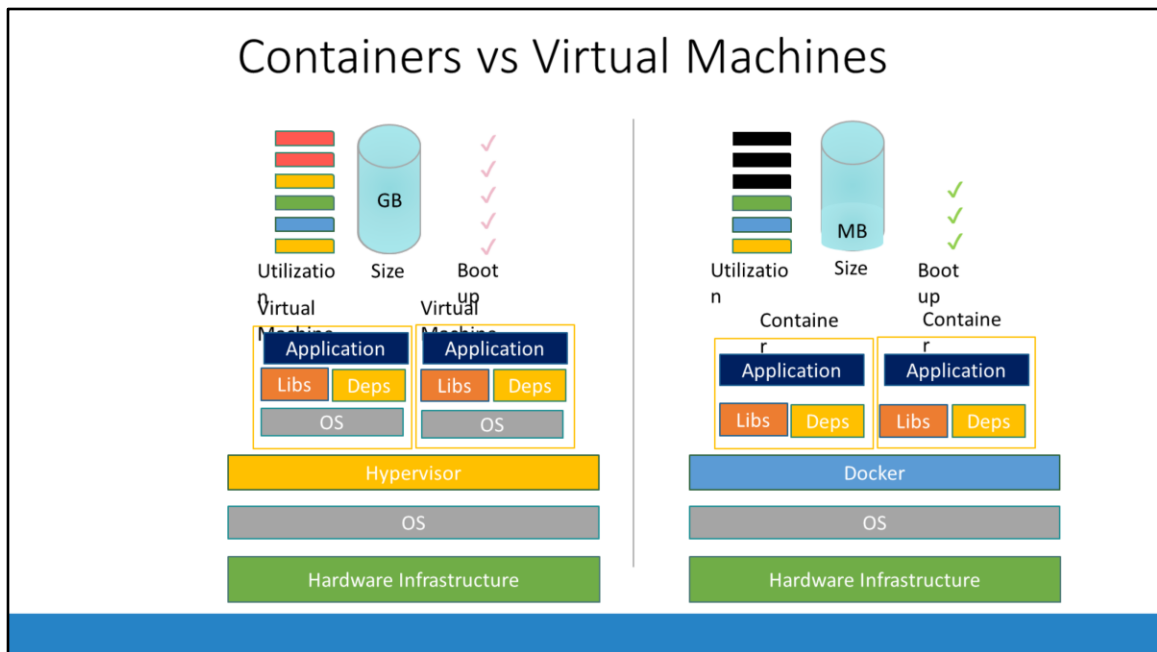 Containers vs Virtual Machines
GB
Utilizatio
n
Size
Boot
up
Virtual
Machine
Virtual
Machine
Application
Libs
Deps
OS
Application
Libs
Deps
OS
Hypervisor
OS
Hardware Infrastructure
MB
Utilizatio
n
Size
Boot
up
Containe
r
Containe
r
Application
Libs
Deps
Application
Libs
Deps
Docker
OS
Hardware Infrastructure